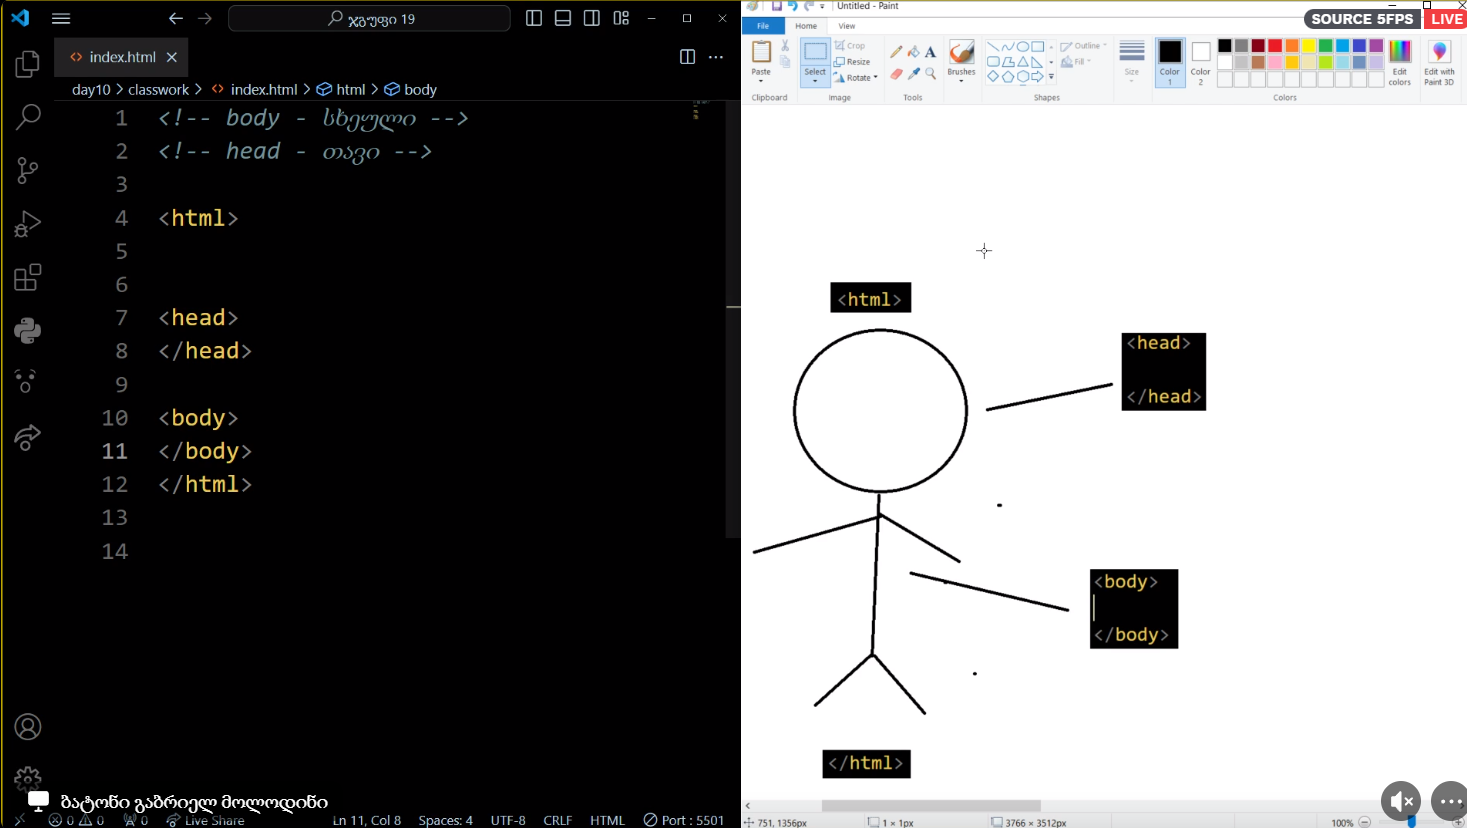 ჯგუფი 19
index.html
day10 > classwork > index.html > html > body
1 <!-- body - სხეული -->
2 <!-- head - თავი -->
3
4 <html>
5
6
7 <head>
8 </head>
9
10 <body>
11 </body>
12 </html>
13
14
ბატონი გაბრიელ მოლოდინი
0 0 0 Live Share Ln 11, Col 8 Spaces: 4 UTF-8 CRLF HTML Port : 5501
Untitled - Paint
SOURCE 5FPS LIVE
File Home View
Paste Select Crop Resize Rotate A Brushes Outline Fill Size Color 1 Color 2 Edit colors Edit with Paint 3D
Clipboard Image Tools Shapes Colors
<html>
<head>
</head>
<body>
</body>
</html>
751, 1356px 1 × 1px 3766 × 3512px 100%